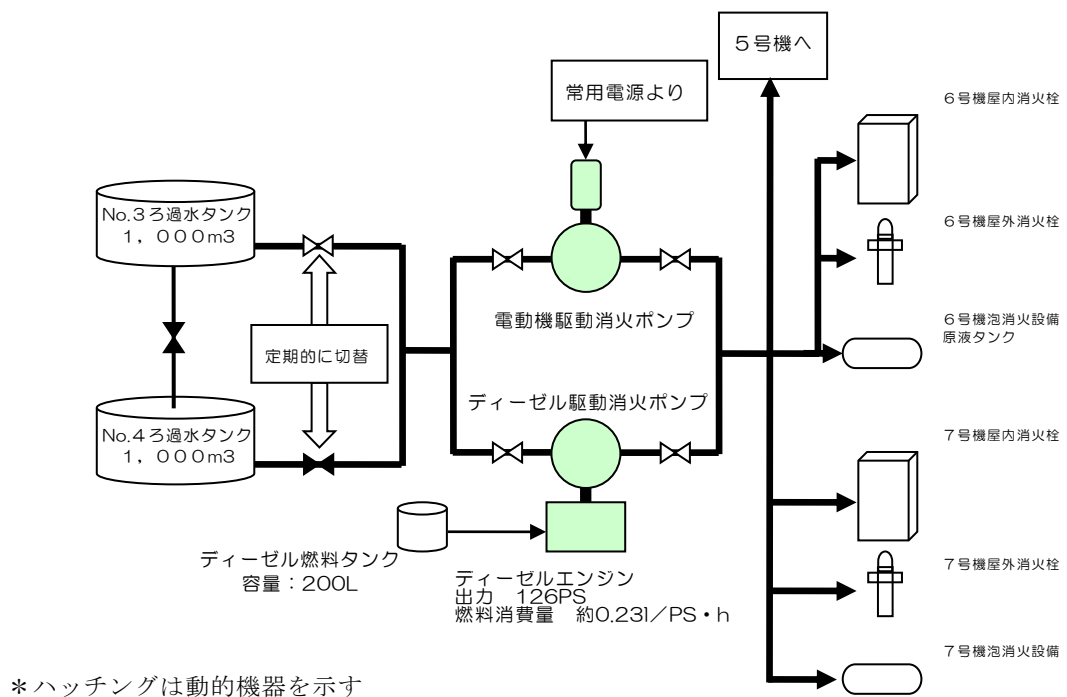 5号機へ
常用電源より
No.3ろ過水タンク
1,000m3
定期的に切替
No.4ろ過水タンク
1,000m3
電動機駆動消火ポンプ
ディーゼル駆動消火ポンプ
ディーゼル燃料タンク
容量:200L
ディーゼルエンジン
出力 126PS
燃料消費量 約0.23l/PS・h
6号機屋内消火栓
6号機屋外消火栓
6号機泡消火設備
原液タンク
7号機屋内消火栓
7号機屋外消火栓
7号機泡消火設備
*ハッチングは動的機器を示す